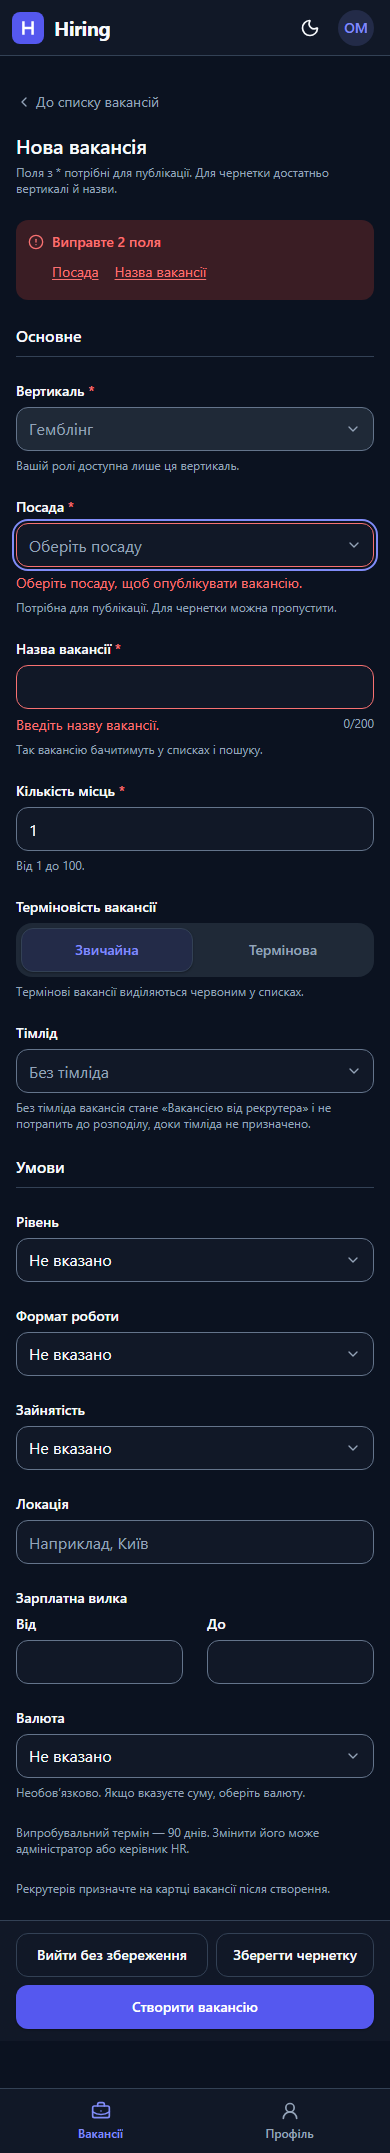 H Hiring OM
До списку вакансій
Нова вакансія
Поля з * потрібні для публікації. Для чернетки достатньо
вертикалі й назви.
Виправте 2 поля
Посада Назва вакансії
Основне
Вертикаль *
Гемблінг
Вашій ролі доступна лише ця вертикаль.
Посада *
Оберіть посаду
Оберіть посаду, щоб опублікувати вакансію.
Потрібна для публікації. Для чернетки можна пропустити.
Назва вакансії *
Введіть назву вакансії. 0/200
Так вакансію бачитимуть у списках і пошуку.
Кількість місць *
1
Від 1 до 100.
Терміновість вакансії
Звичайна Термінова
Термінові вакансії виділяються червоним у списках.
Тімлід
Без тімліда
Без тімліда вакансія стане «Вакансією від рекрутера» і не
потрапить до розподілу, доки тімліда не призначено.
Умови
Рівень
Не вказано
Формат роботи
Не вказано
Зайнятість
Не вказано
Локація
Наприклад, Київ
Зарплатна вилка
Від До
Валюта
Не вказано
Необов'язково. Якщо вказуєте суму, оберіть валюту.
Випробувальний термін — 90 днів. Змінити його може
адміністратор або керівник HR.
Рекрутерів призначте на картці вакансії після створення.
Вийти без збереження Зберегти чернетку
Створити вакансію
Вакансії Профіль